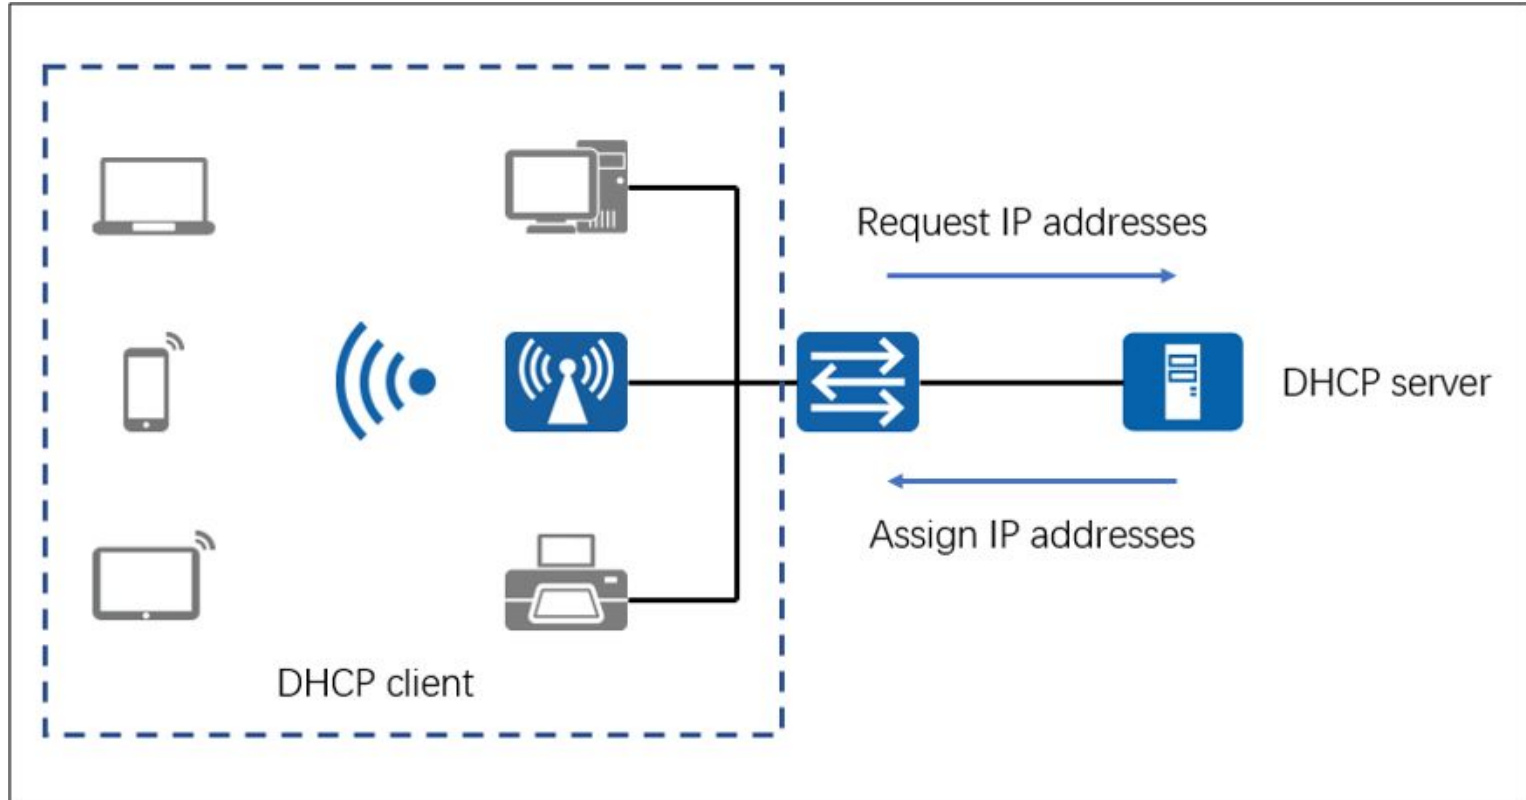 Request IP addresses
DHCP server
Assign IP addresses
DHCP client